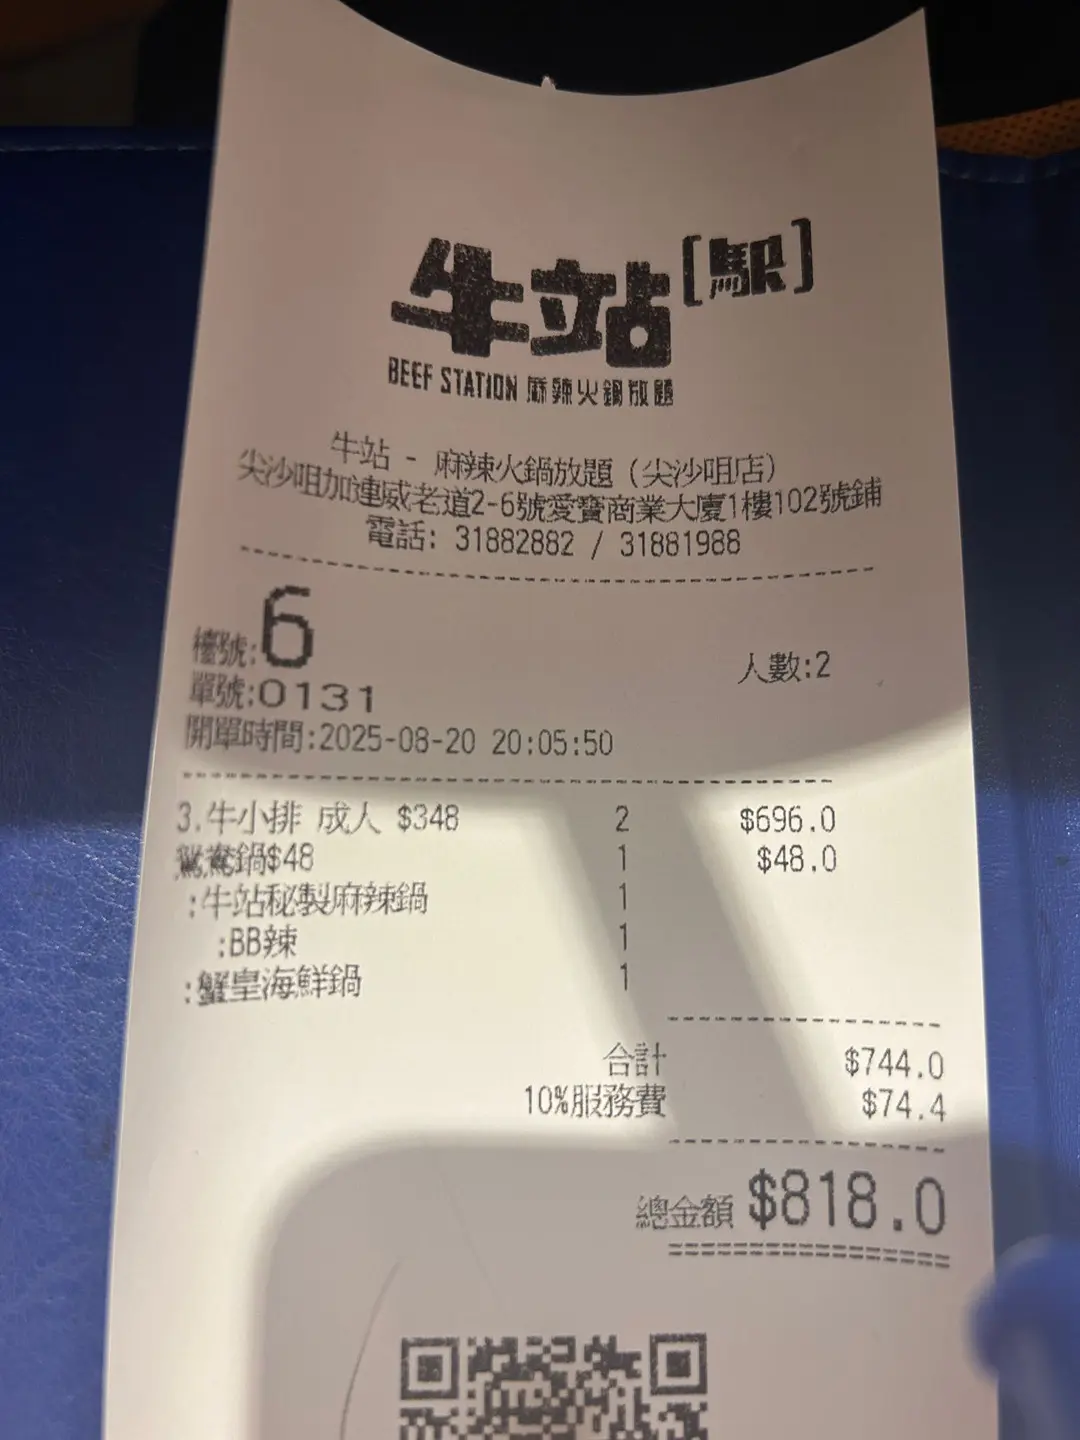 牛站[駅]
BEEF STATION 麻辣火鍋放題
牛站 - 麻辣火鍋放題 (尖沙咀店)
尖沙咀加連威老道2-6號愛寶商業大廈1樓102號鋪
電話: 31882882 / 31881988
檯號:6
人數:2
單號:0131
開單時間:2025-08-20 20:05:50
3.牛小排 成人 $348 2 $696.0
鴛鴦鍋$48 1 $48.0
:牛站秘製麻辣鍋 1
:BB辣 1
:蟹皇海鮮鍋 1
合計 $744.0
10%服務費 $74.4
總金額 $818.0